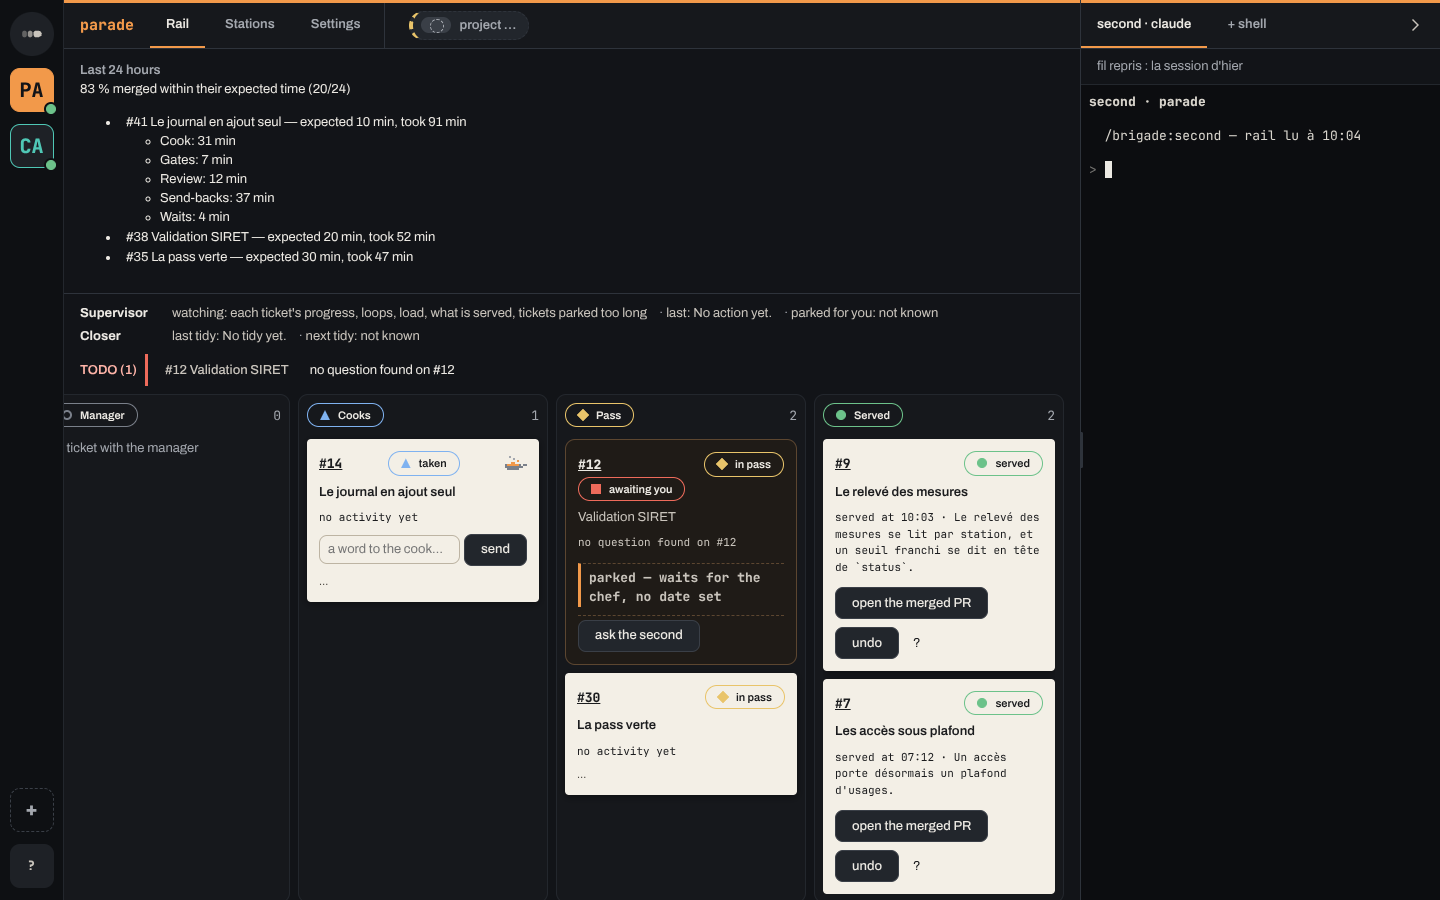 PA
CA
+
?
parade
Rail
Stations
Settings
project ...
Last 24 hours
83 % merged within their expected time (20/24)
#41 Le journal en ajout seul — expected 10 min, took 91 min
Cook: 31 min
Gates: 7 min
Review: 12 min
Send-backs: 37 min
Waits: 4 min
#38 Validation SIRET — expected 20 min, took 52 min
#35 La pass verte — expected 30 min, took 47 min
Supervisor watching: each ticket's progress, loops, load, what is served, tickets parked too long · last: No action yet. · parked for you: not known
Closer last tidy: No tidy yet. · next tidy: not known
TODO (1) #12 Validation SIRET no question found on #12
Manager 0
ticket with the manager
Cooks 1
#14 taken
Le journal en ajout seul
no activity yet
a word to the cook... send
...
Pass 2
#12 in pass
awaiting you
Validation SIRET
no question found on #12
parked — waits for the
chef, no date set
ask the second
#30 in pass
La pass verte
no activity yet
...
Served 2
#9 served
Le relevé des mesures
served at 10:03 · Le relevé des
mesures se lit par station, et
un seuil franchi se dit en tête
de `status`.
open the merged PR
undo ?
#7 served
Les accès sous plafond
served at 07:12 · Un accès
porte désormais un plafond
d'usages.
open the merged PR
undo ?
second · claude
+ shell
fil repris : la session d'hier
second · parade
/brigade:second — rail lu à 10:04
>